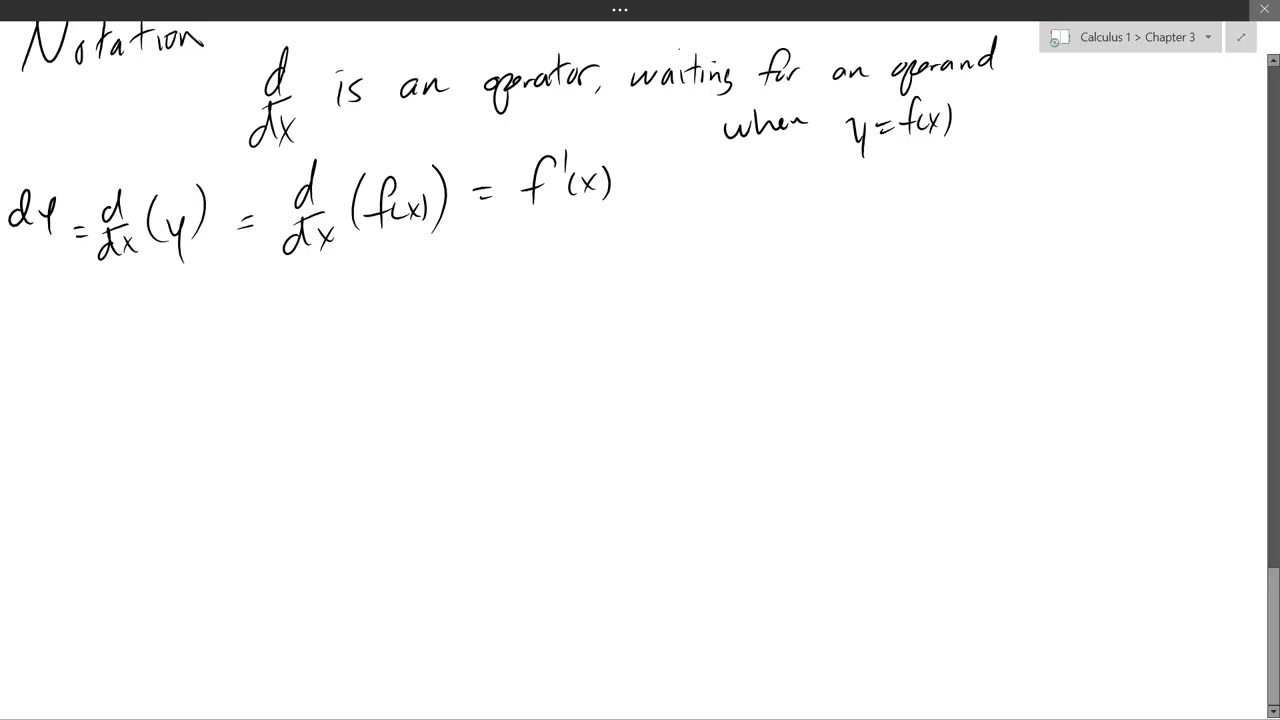 Calculus 1 > Chapter 3
Notation
d/dx is an operator, waiting for an operand
when y = f(x)
dy = d/dx (y) = d/dx (f(x)) = f'(x)